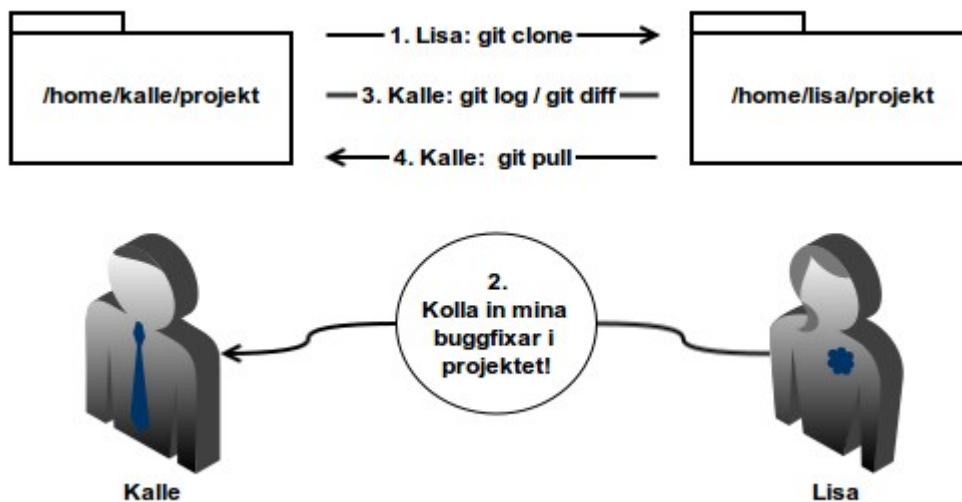 /home/kalle/projekt
1. Lisa: git clone
/home/lisa/projekt
3. Kalle: git log / git diff
4. Kalle: git pull
2.
Kolla in mina
buggfixar i
projektet!
Kalle
Lisa